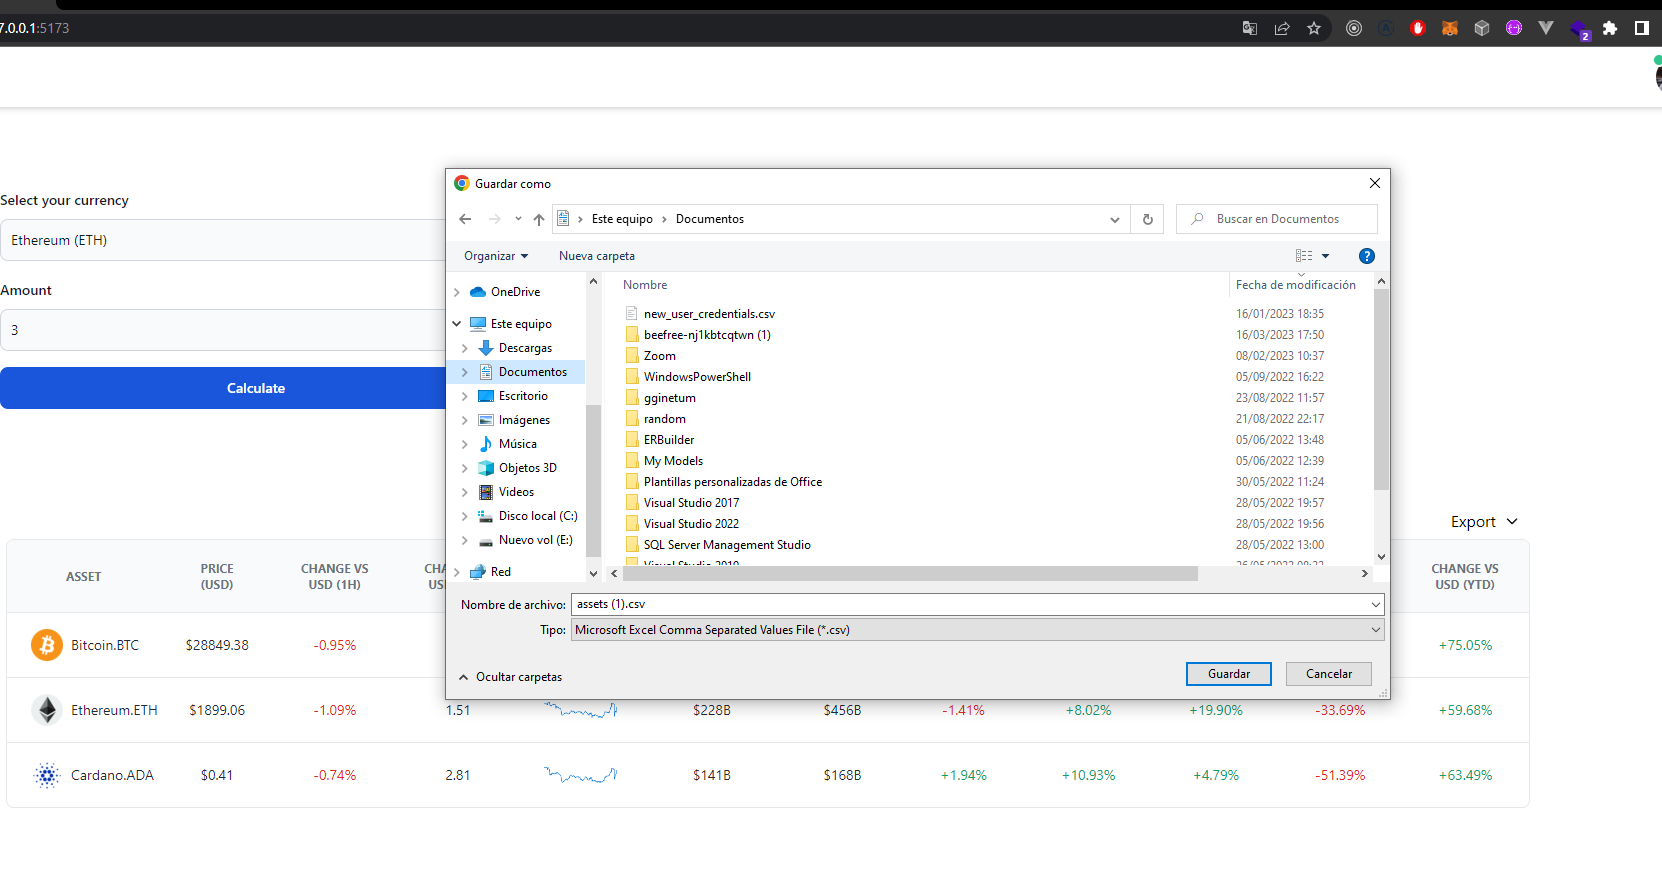 7.0.0.1:5173
2
Select your currency
Ethereum (ETH)
Amount
3
Calculate
Guardar como
Este equipo > Documentos
Buscar en Documentos
Organizar
Nueva carpeta
?
OneDrive
Este equipo
Descargas
Documentos
Escritorio
Imágenes
Música
Objetos 3D
Videos
Disco local (C:)
Nuevo vol (E:)
Red
Nombre Fecha de modificación
new_user_credentials.csv 16/01/2023 18:35
beefree-nj1kbtcqtwn (1) 16/03/2023 17:50
Zoom 08/02/2023 10:37
WindowsPowerShell 05/09/2022 16:22
gginetum 23/08/2022 11:57
random 21/08/2022 22:17
ERBuilder 05/06/2022 13:48
My Models 05/06/2022 12:39
Plantillas personalizadas de Office 30/05/2022 11:24
Visual Studio 2017 28/05/2022 19:57
Visual Studio 2022 28/05/2022 19:56
SQL Server Management Studio 28/05/2022 13:00
Nombre de archivo: assets (1).csv
Tipo: Microsoft Excel Comma Separated Values File (*.csv)
Ocultar carpetas
Guardar
Cancelar
Export
ASSET
PRICE
(USD)
CHANGE VS
USD (1H)
CHA
US
CHANGE VS
USD (YTD)
Bitcoin.BTC $28849.38 -0.95% +75.05%
Ethereum.ETH $1899.06 -1.09% 1.51 $228B $456B -1.41% +8.02% +19.90% -33.69% +59.68%
Cardano.ADA $0.41 -0.74% 2.81 $141B $168B +1.94% +10.93% +4.79% -51.39% +63.49%